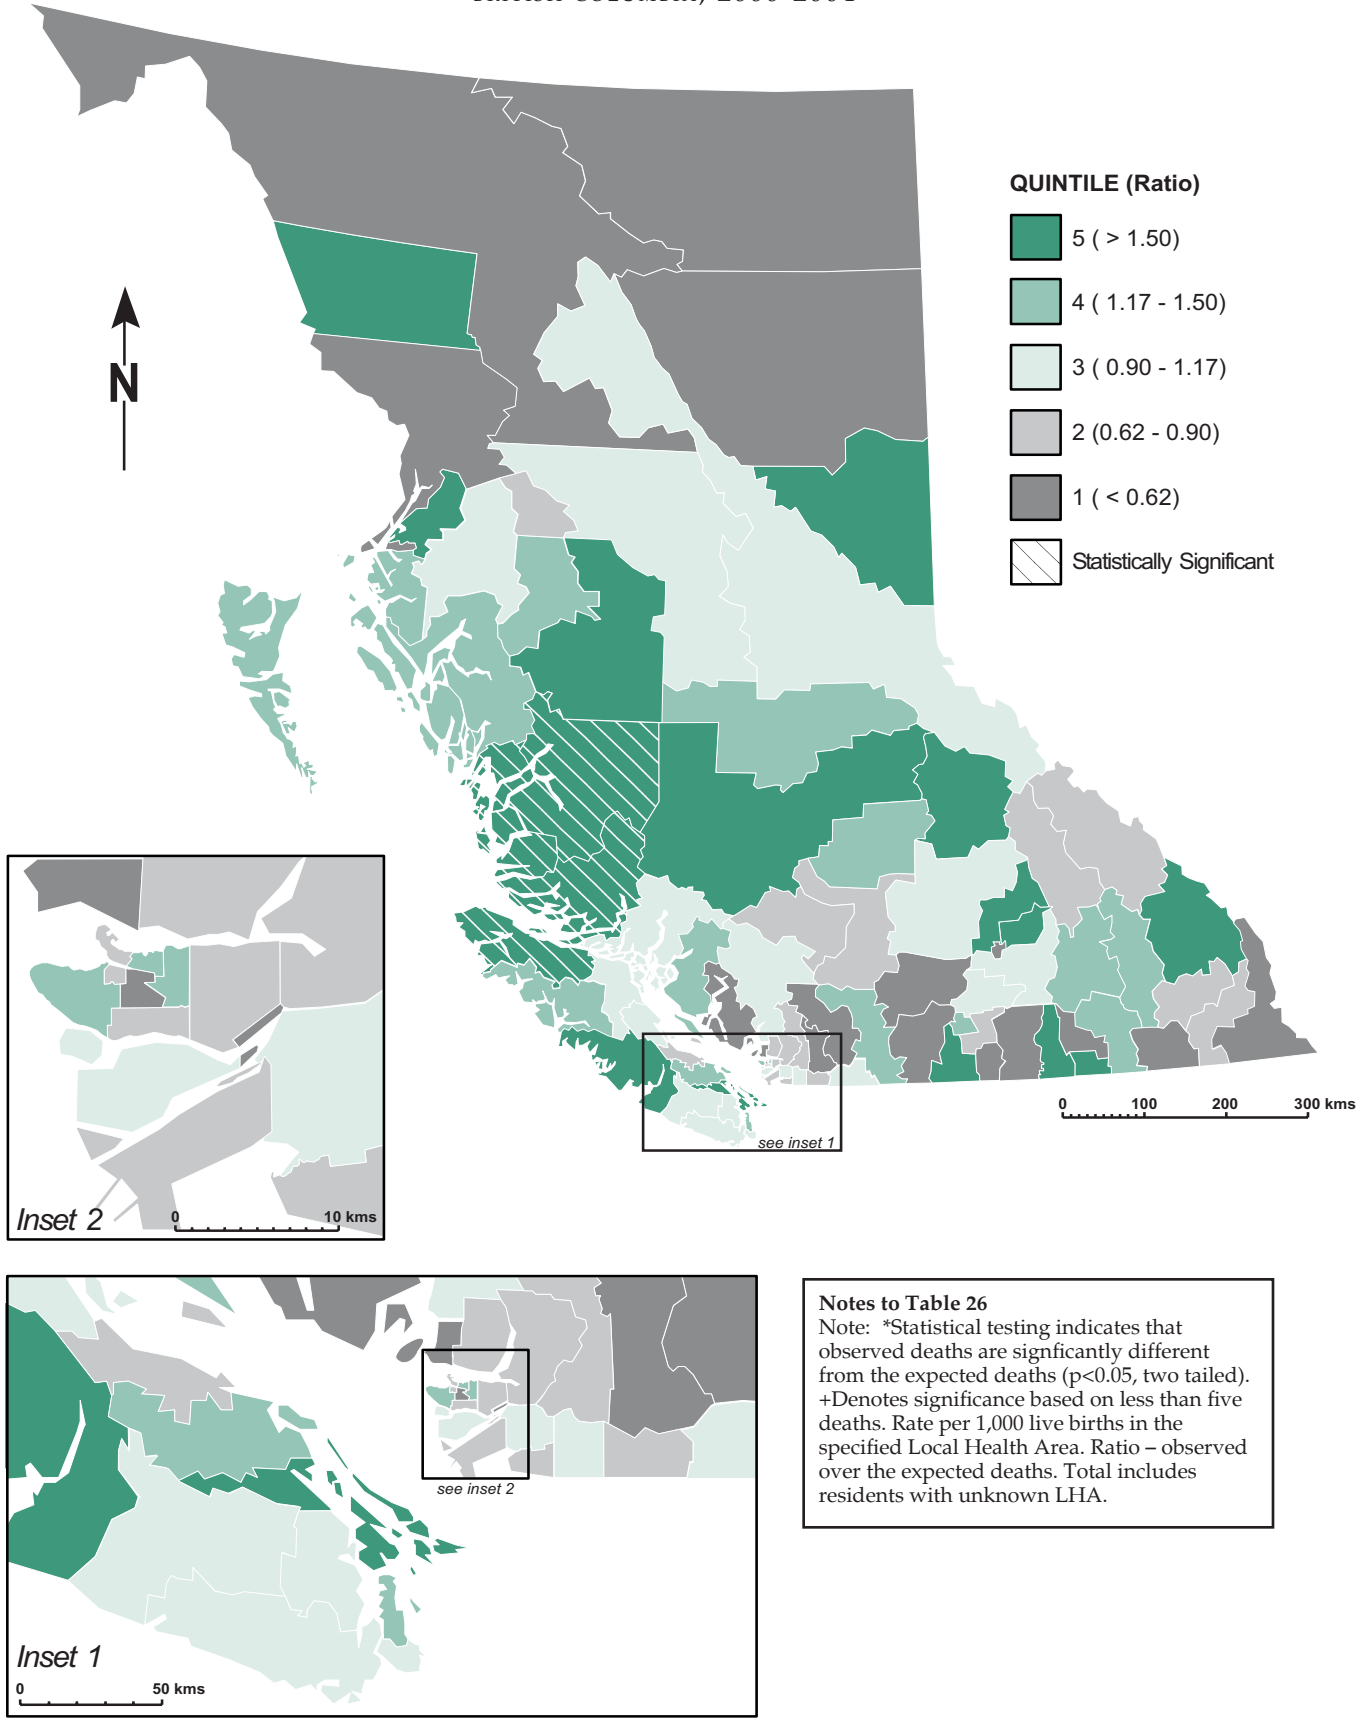 BRITISH COLUMBIA, 2000-2004
QUINTILE (Ratio)
5 ( > 1.50)
4 ( 1.17 - 1.50)
3 ( 0.90 - 1.17)
2 (0.62 - 0.90)
1 ( < 0.62)
Statistically Significant
N
0 100 200 300 kms
see inset 1
Inset 2
0 10 kms
see inset 2
Inset 1
0 50 kms
Notes to Table 26
Note: *Statistical testing indicates that
observed deaths are signficantly different
from the expected deaths (p<0.05, two tailed).
+Denotes significance based on less than five
deaths. Rate per 1,000 live births in the
specified Local Health Area. Ratio – observed
over the expected deaths. Total includes
residents with unknown LHA.